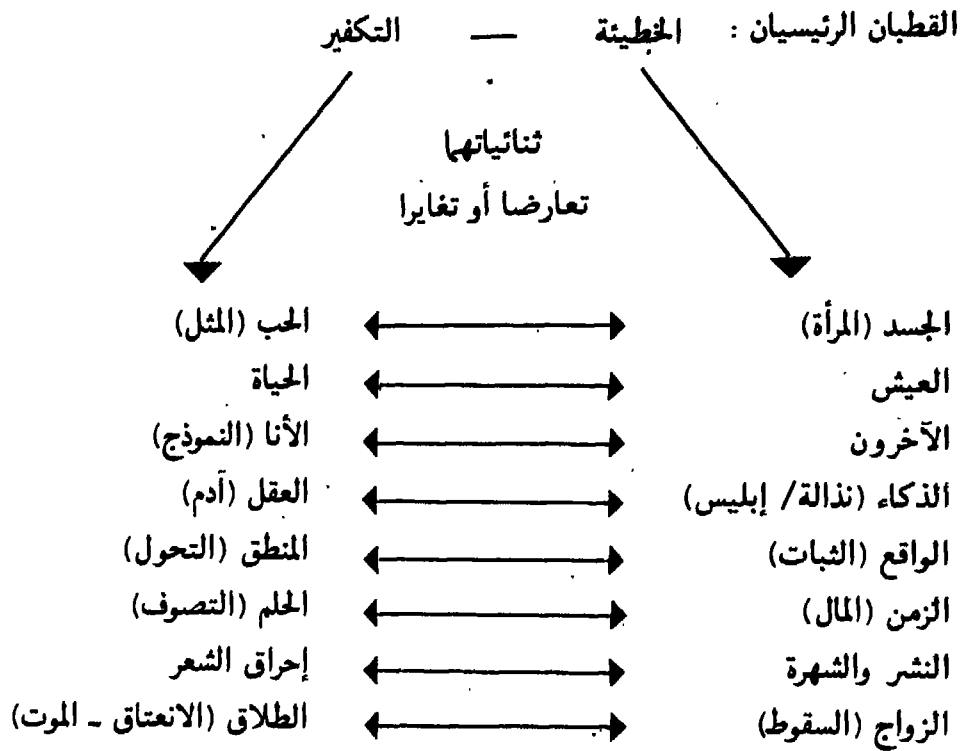 القطبان الرئيسيان : الخطيئة — التكفير
ثنائياتهما
تعارضا أو تغايرا
الجسد (المرأة) الحب (المثل)
العيش الحياة
الآخرون الأنا (النموذج)
الذكاء (نذالة/ إبليس) العقل (آدم)
الواقع (الثبات) المنطق (التحول)
الزمن (المال) الحلم (التصوف)
النشر والشهرة إحراق الشعر
الزواج (السقوط) الطلاق (الانعتاق - الموت)